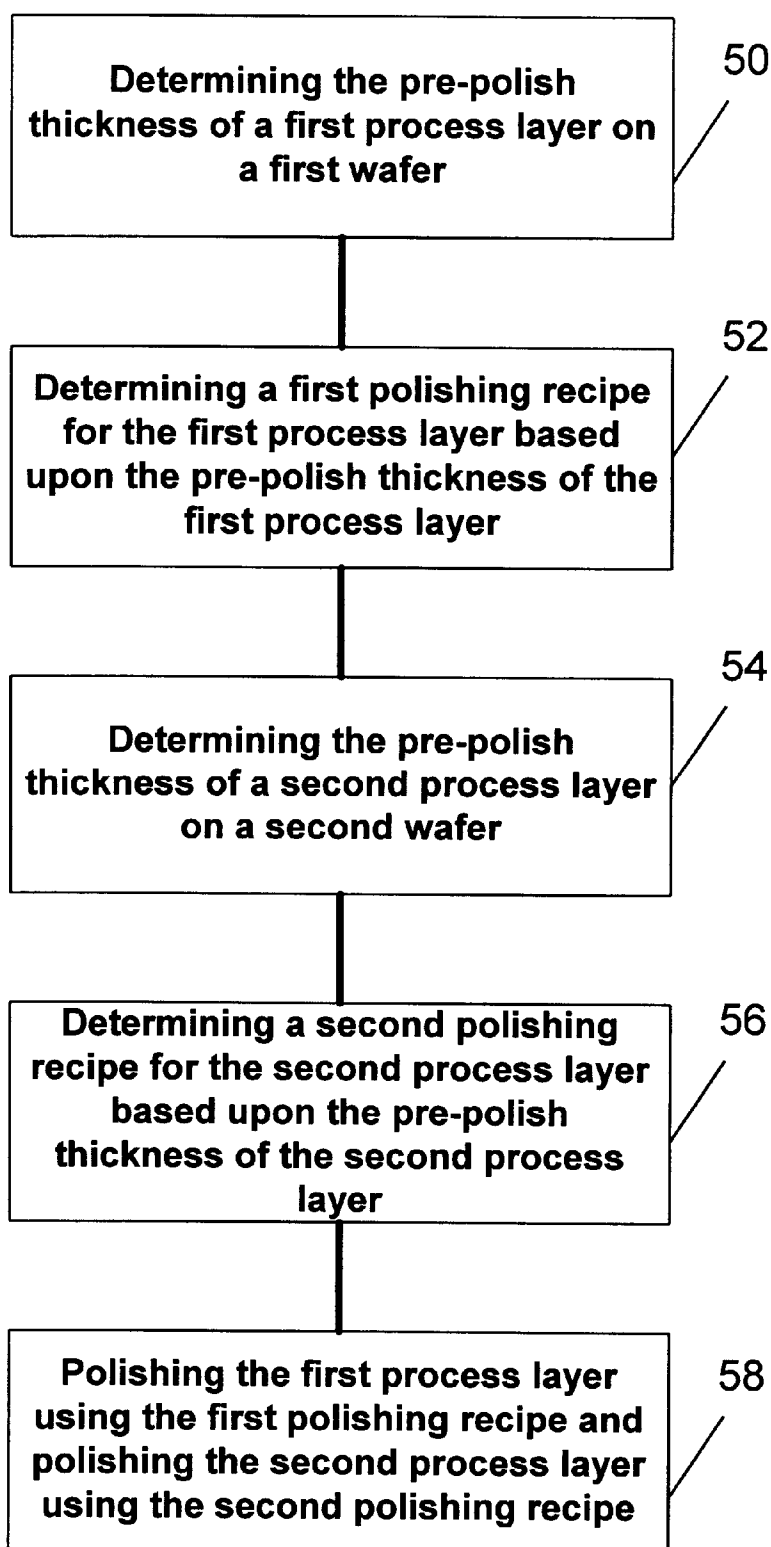 50
Determining the pre-polish
thickness of a first process layer on
a first wafer
52
Determining a first polishing recipe
for the first process layer based
upon the pre-polish thickness of the
first process layer
54
Determining the pre-polish
thickness of a second process layer
on a second wafer
56
Determining a second polishing
recipe for the second process layer
based upon the pre-polish
thickness of the second process
layer
58
Polishing the first process layer
using the first polishing recipe and
polishing the second process layer
using the second polishing recipe